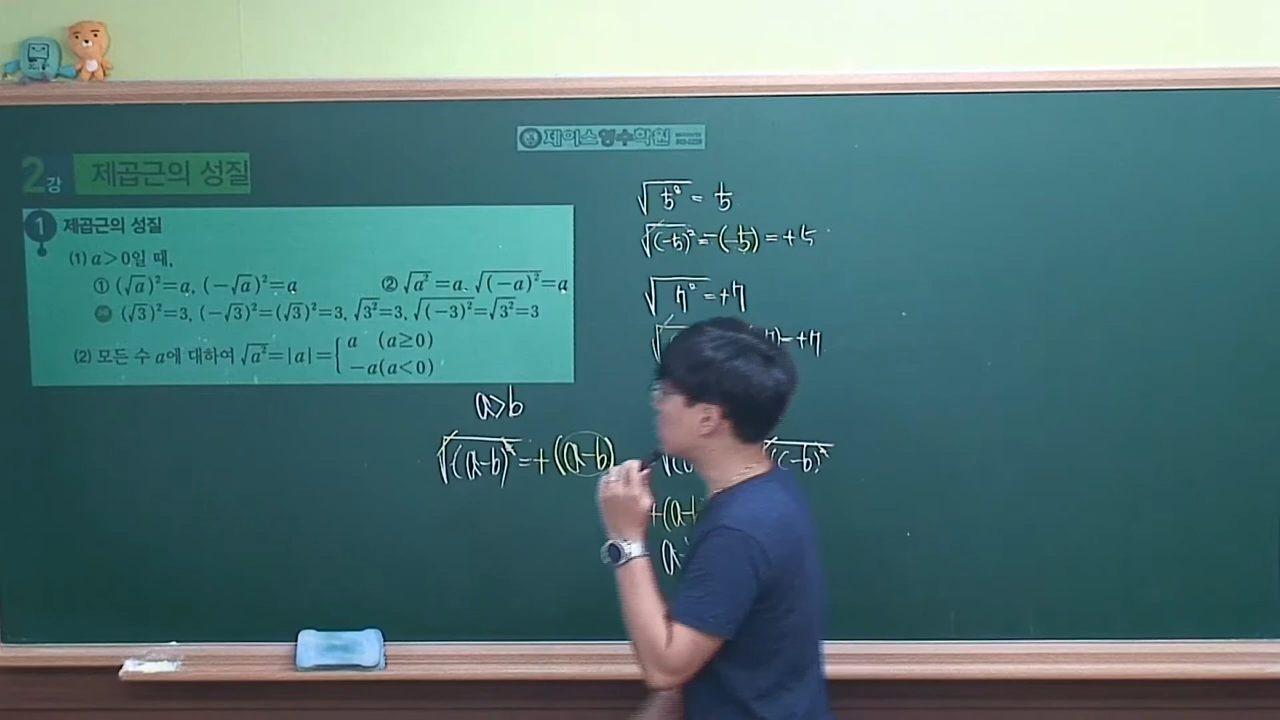 제이스영수학원
2강 제곱근의 성질
1 제곱근의 성질
(1) a>0일 때,
① (√a)²=a, (-√a)²=a ② √a²=a, √(-a)²=a
(√3)²=3, (-√3)²=(√3)²=3, √3²=3, √(-3)²=√3²=3
(2) 모든 수 a에 대하여 √a²=|a|={ a (a≥0)
-a(a<0)
√5² = 5
√(-5)² = -(-5) = +5
√7² = +7
= +7
a>b
√(a-b)² = + (a-b)
+(a-
a-